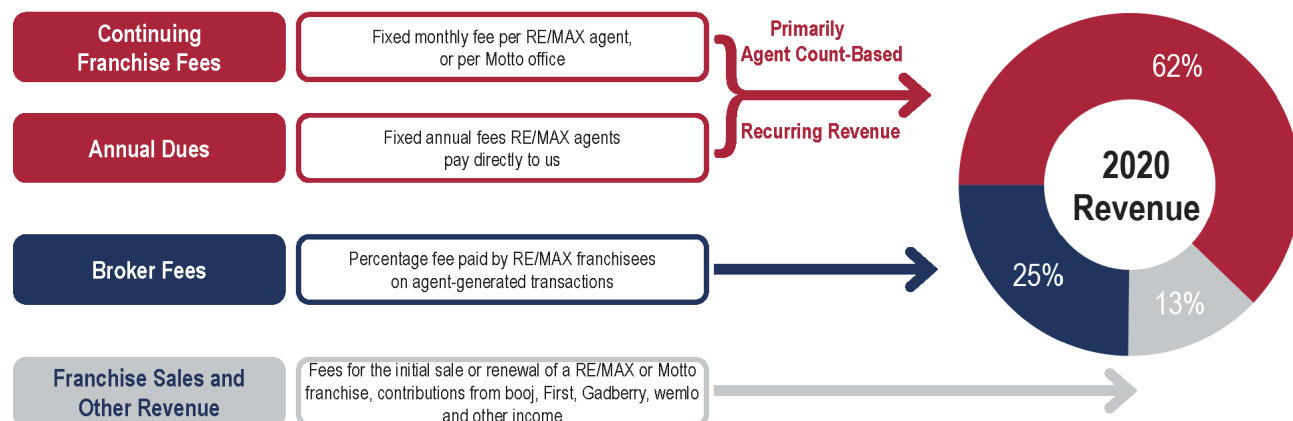 Continuing
Franchise Fees
Fixed monthly fee per RE/MAX agent,
or per Motto office
Primarily
Agent Count-Based
Annual Dues
Fixed annual fees RE/MAX agents
pay directly to us
Recurring Revenue
Broker Fees
Percentage fee paid by RE/MAX franchisees
on agent-generated transactions
Franchise Sales and
Other Revenue
Fees for the initial sale or renewal of a RE/MAX or Motto
franchise, contributions from booj, First, Gadberry, wemlo
and other income
62%
2020
Revenue
25%
13%